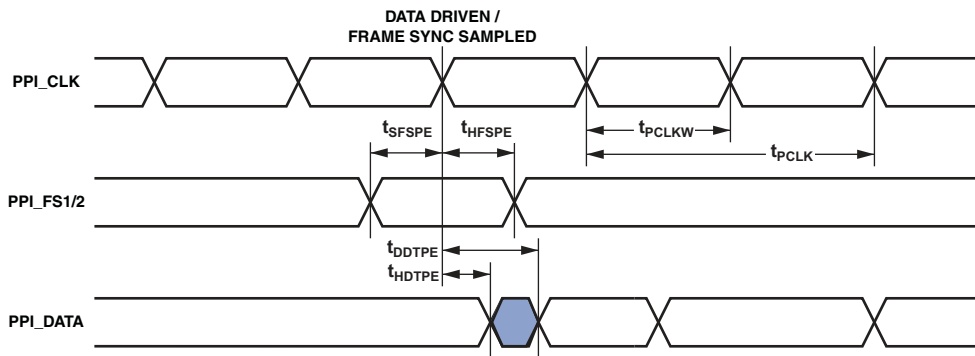 DATA DRIVEN /
FRAME SYNC SAMPLED
PPI_CLK
tSFSPE
tHFSPE
tPCLKW
tPCLK
PPI_FS1/2
tDDTPE
tHDTPE
PPI_DATA